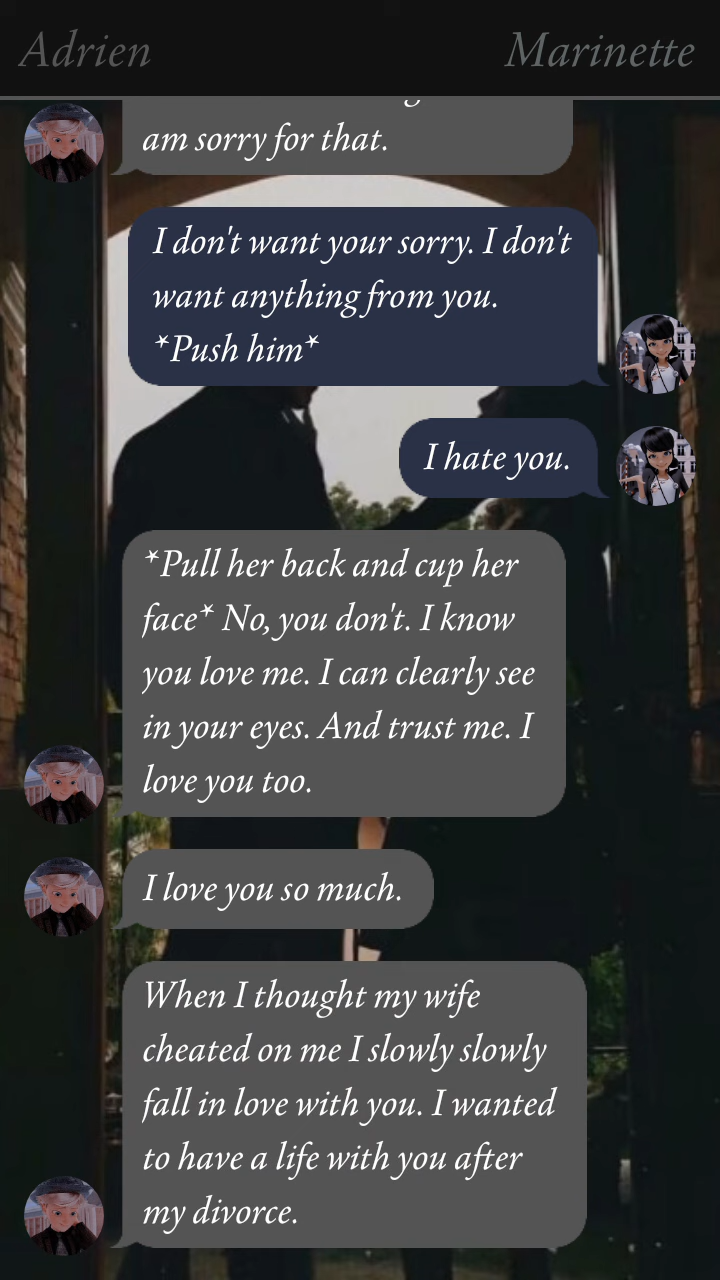 Adrien
Marinette
am sorry for that.
I don't want your sorry. I don't
want anything from you.
*Push him*
I hate you.
*Pull her back and cup her
face* No, you don't. I know
you love me. I can clearly see
in your eyes. And trust me. I
love you too.
I love you so much.
When I thought my wife
cheated on me I slowly slowly
fall in love with you. I wanted
to have a life with you after
my divorce.